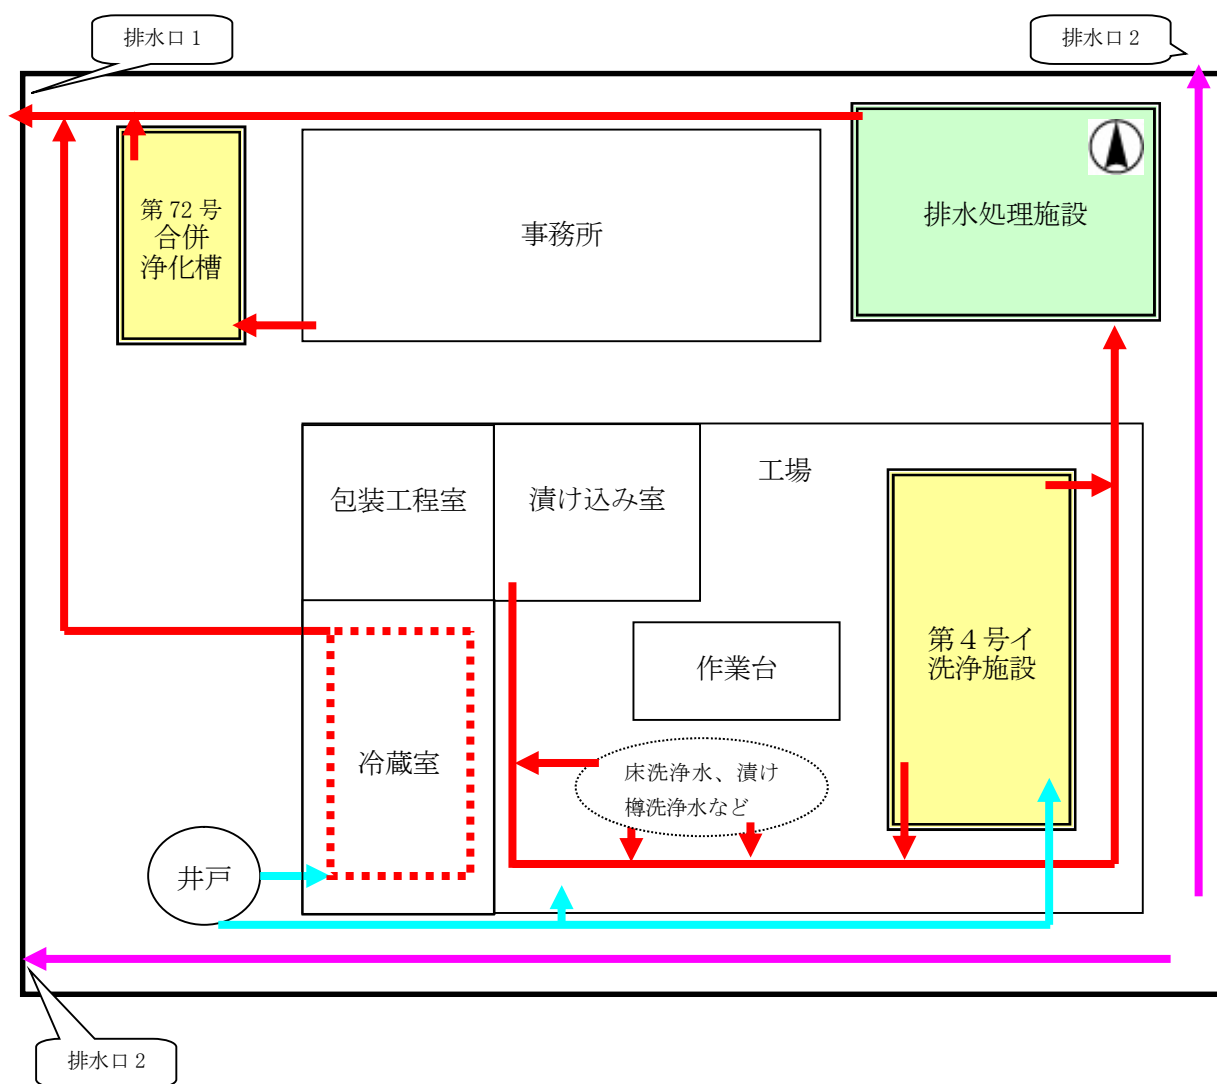 排水口 1
排水口 2
第 72 号
合併
浄化槽
事務所
排水処理施設
工場
包装工程室
漬け込み室
第４号イ
洗浄施設
作業台
冷蔵室
床洗浄水、漬け
樽洗浄水など
井戸
排水口 2